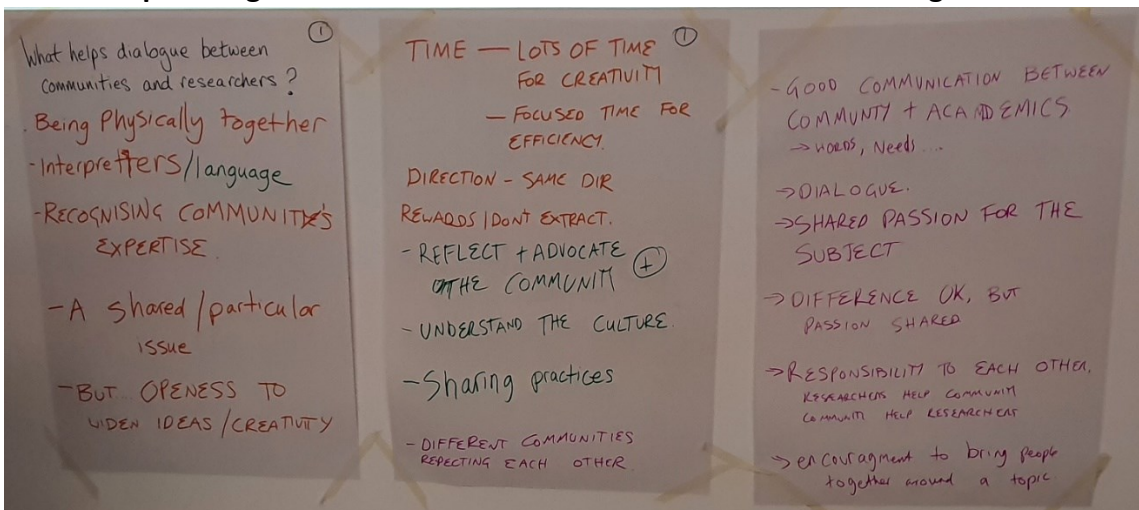 What helps dialogue between
communities and researchers?
①
. Being Physically together
- Interpretters/language
- RECOGNISING COMMUNITY'S
EXPERTISE.
- A shared/particular
issue
- BUT... OPENESS TO
WIDEN IDEAS/CREATIVITY
TIME — LOTS OF TIME
FOR CREATIVITY
①
— FOCUSED TIME FOR
EFFICIENCY.
DIRECTION - SAME DIR
REWARDS/DONT EXTRACT.
- REFLECT + ADVOCATE
THE COMMUNITY
+
- UNDERSTAND THE CULTURE.
- Sharing practices
- DIFFERENT COMMUNITIES
REPECTING EACH OTHER.
- GOOD COMMUNICATION BETWEEN
COMMUNTY + ACADEMICS
→ WORDS, Needs ....
→ DIALOGUE.
→ SHARED PASSION FOR THE
SUBJECT
→ DIFFERENCE OK, BUT
PASSION SHARED
→ RESPONSIBILITY TO EACH OTHER,
RESEARCHERS HELP COMMUNITY
COMMUNITY HELP RESEARCHERS
→ encouragment to bring people
together around a topic